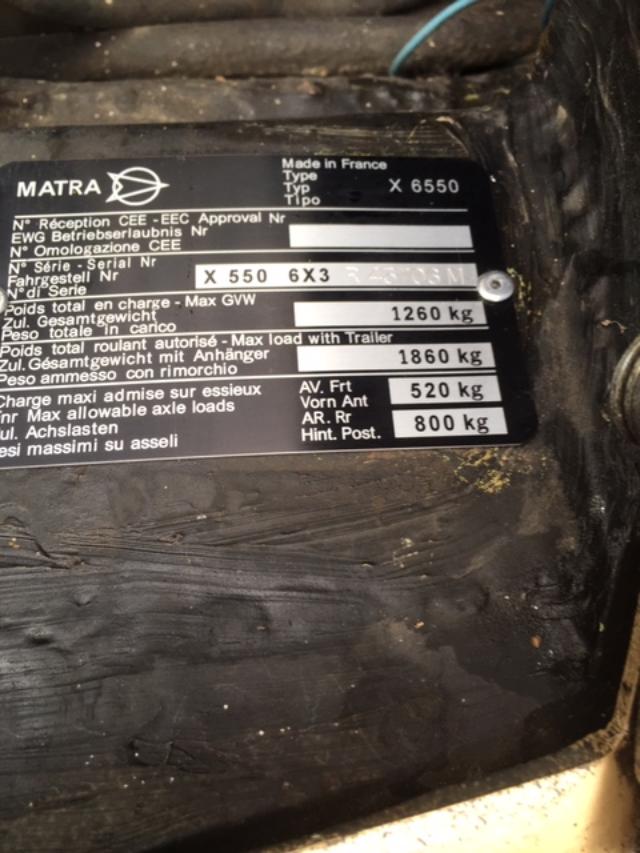 MATRA
Made in France
Type
Typ
Tipo
X 6550
N° Réception CEE -EEC Approval Nr
EWG Betriebserlaubnis Nr
N° Omologazione CEE
N° Série - Serial Nr
Fahrgestell Nr
N° di Serie
X 550 6X3
Poids total en charge - Max GVW
Zul. Gesamtgewicht
Peso totale in carico
1260 kg
Poids total roulant autorisé - Max load with Trailer
Zul. Gesamtgewicht mit Anhänger
Peso ammesso con rimorchio
1860 kg
Charge maxi admise sur essieux
Max allowable axle loads
Achslasten
massimi su asseli
AV. Frt
Vorn Ant
520 kg
AR. Rr
Hint. Post.
800 kg